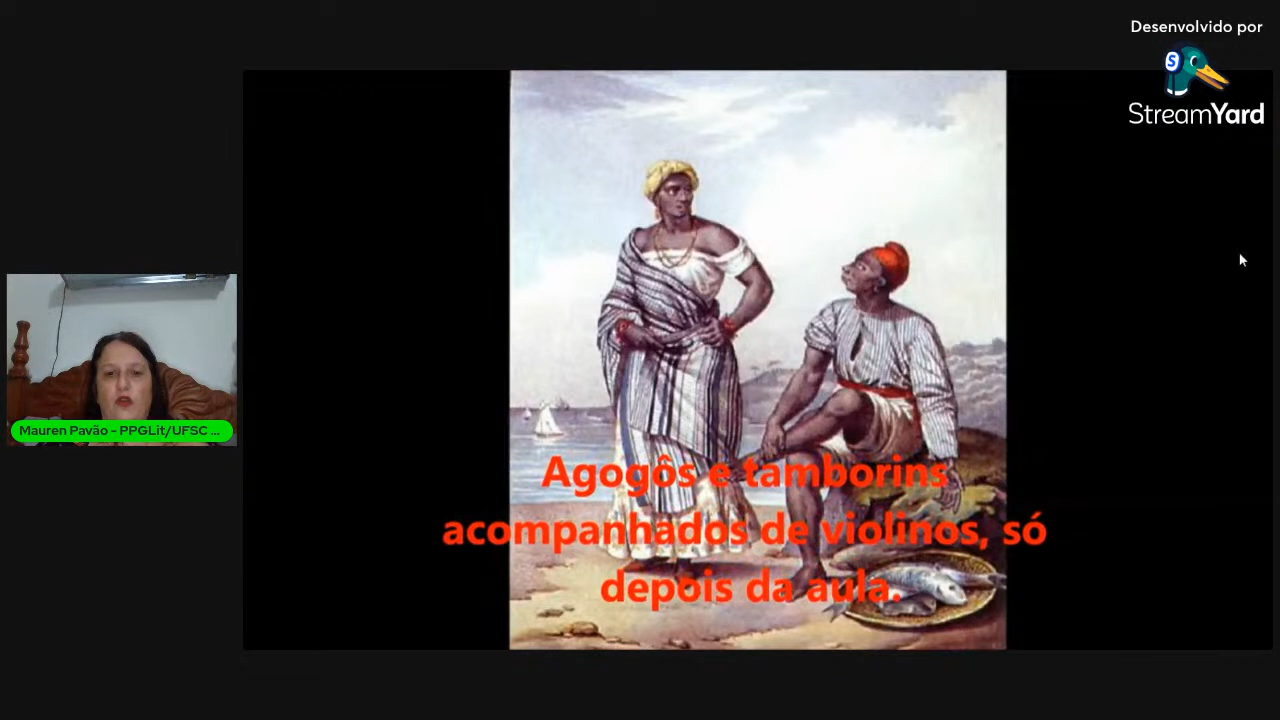 Desenvolvido por
StreamYard
Mauren Pavão - PPGLit/UFSC ...
Agogôs e tamborins
acompanhados de violinos, só
depois da aula.